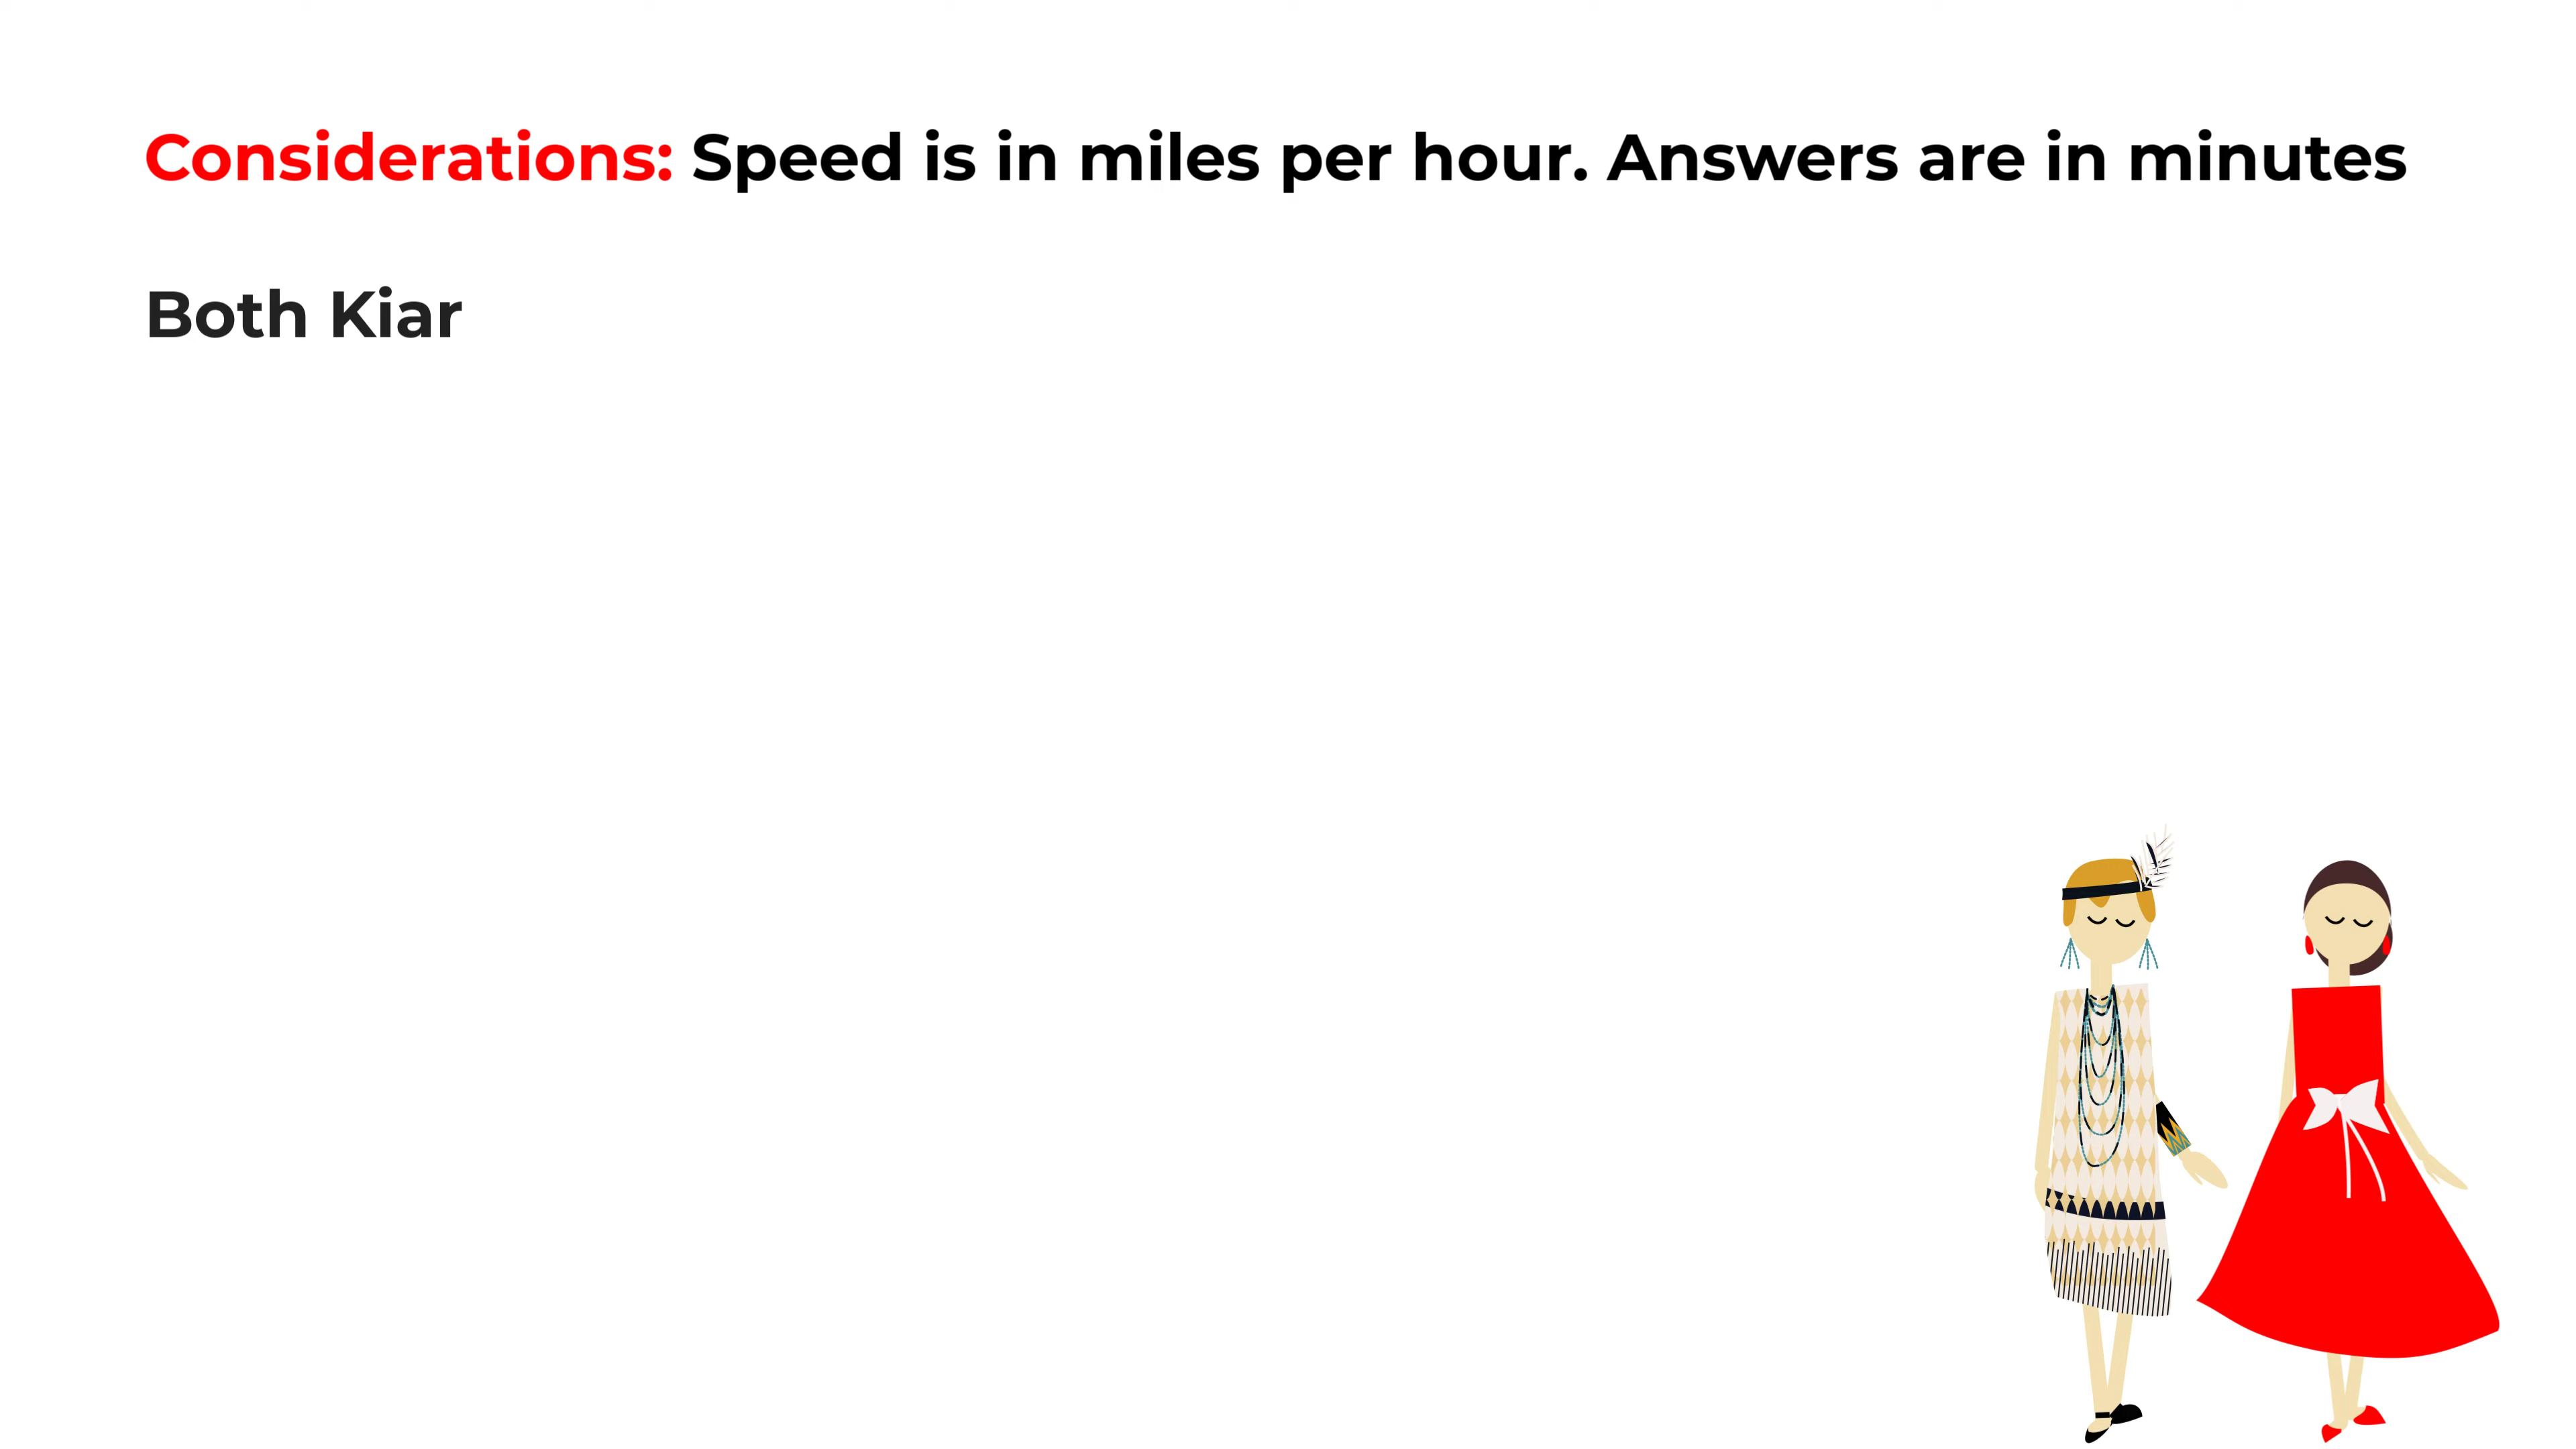 Considerations: Speed is in miles per hour. Answers are in minutes
Both Kiar